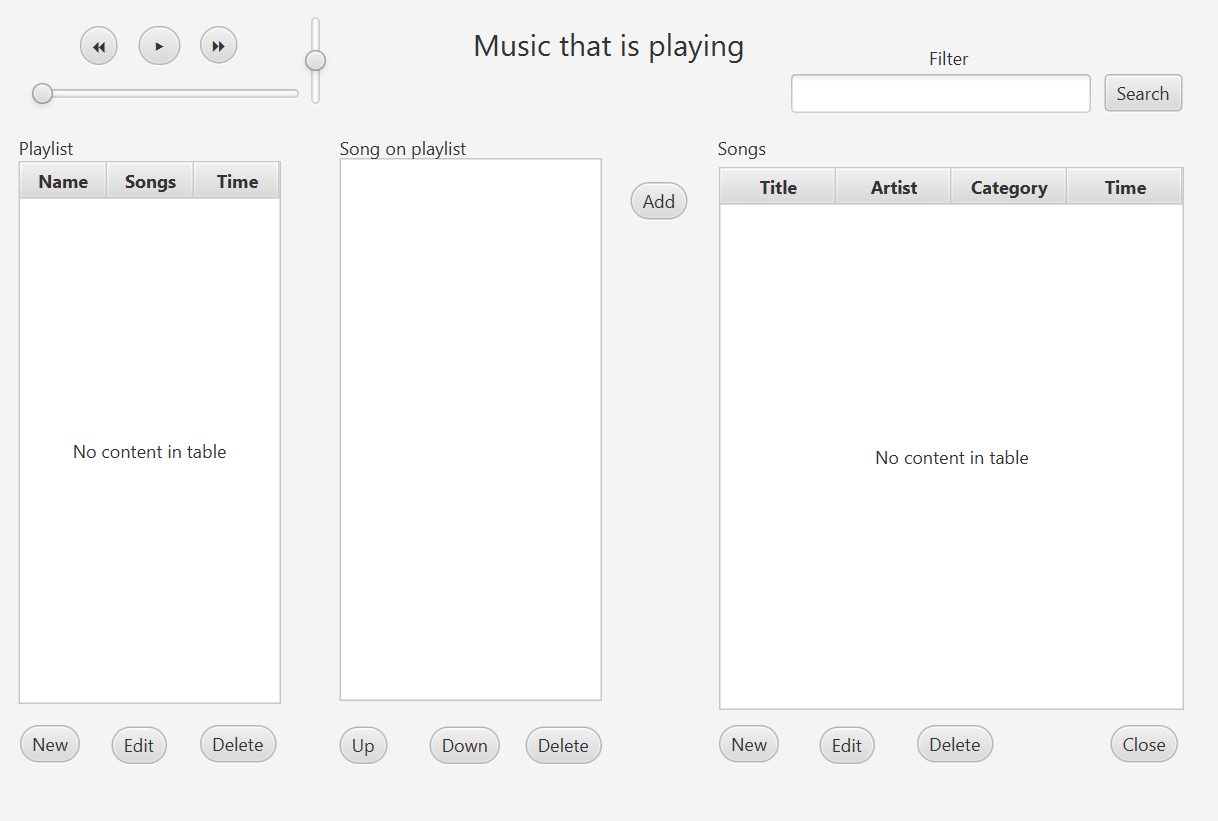 Music that is playing
Filter
Search
Playlist
Song on playlist
Songs
Name Songs Time
Add
Title Artist Category Time
No content in table
No content in table
New Edit Delete
Up Down Delete
New Edit Delete Close